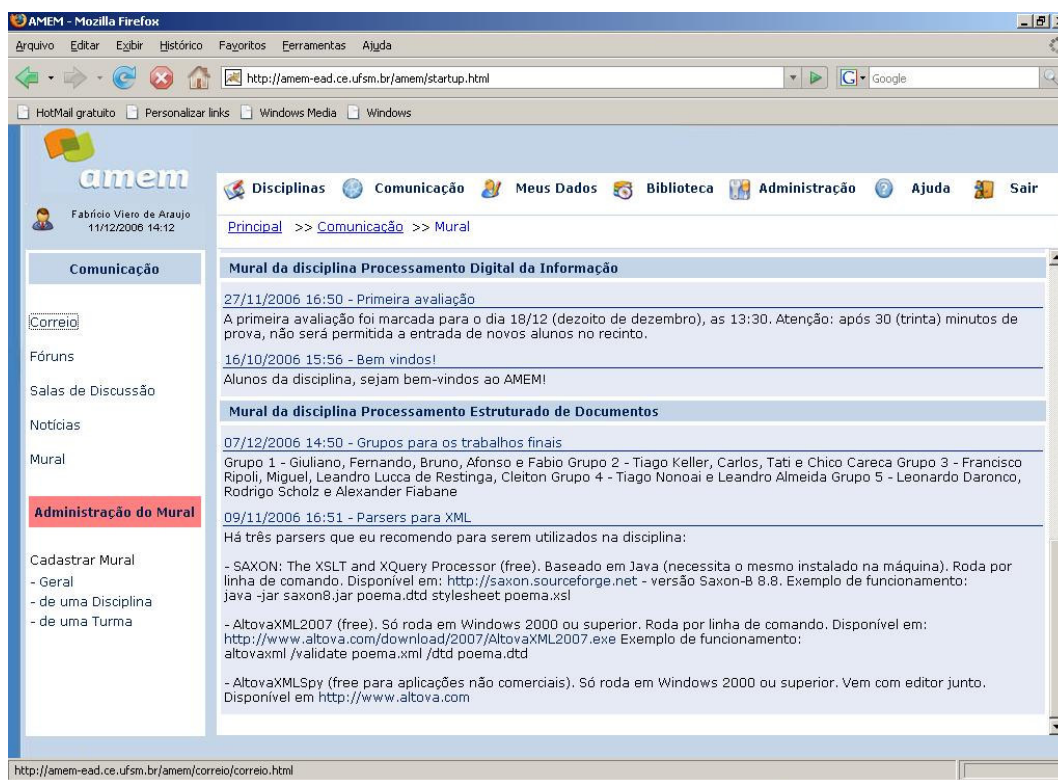 AMEM - Mozilla Firefox
Arquivo Editar Exibir Histórico Favoritos Ferramentas Ajuda
http://amem-ead.ce.ufsm.br/amem/startup.html
G Google
HotMail gratuito Personalizar links Windows Media Windows
amem
Disciplinas Comunicação Meus Dados Biblioteca Administração Ajuda Sair
Fabrício Viero de Araujo
11/12/2006 14:12
Principal >> Comunicação >> Mural
Comunicação
Correio
Fóruns
Salas de Discussão
Notícias
Mural
Administração do Mural
Cadastrar Mural
- Geral
- de uma Disciplina
- de uma Turma
Mural da disciplina Processamento Digital da Informação
27/11/2006 16:50 - Primeira avaliação
A primeira avaliação foi marcada para o dia 18/12 (dezoito de dezembro), as 13:30. Atenção: após 30 (trinta) minutos de
prova, não será permitida a entrada de novos alunos no recinto.
16/10/2006 15:56 - Bem vindos!
Alunos da disciplina, sejam bem-vindos ao AMEM!
Mural da disciplina Processamento Estruturado de Documentos
07/12/2006 14:50 - Grupos para os trabalhos finais
Grupo 1 - Giuliano, Fernando, Bruno, Afonso e Fabio Grupo 2 - Tiago Keller, Carlos, Tati e Chico Careca Grupo 3 - Francisco
Ripoli, Miguel, Leandro Lucca de Restinga, Cleiton Grupo 4 - Tiago Nonoai e Leandro Almeida Grupo 5 - Leonardo Daronco,
Rodrigo Scholz e Alexander Fiabane
09/11/2006 16:51 - Parsers para XML
Há três parsers que eu recomendo para serem utilizados na disciplina:
- SAXON: The XSLT and XQuery Processor (free). Baseado em Java (necessita o mesmo instalado na máquina). Roda por
linha de comando. Disponível em: http://saxon.sourceforge.net - versão Saxon-B 8.8. Exemplo de funcionamento:
java -jar saxon8.jar poema.dtd stylesheet poema.xsl
- AltovaXML2007 (free). Só roda em Windows 2000 ou superior. Roda por linha de comando. Disponível em:
http://www.altova.com/download/2007/AltovaXML2007.exe Exemplo de funcionamento:
altovaxml /validate poema.xml /dtd poema.dtd
- AltovaXMLSpy (free para aplicações não comerciais). Só roda em Windows 2000 ou superior. Vem com editor junto.
Disponível em http://www.altova.com
http://amem-ead.ce.ufsm.br/amem/correio/correio.html